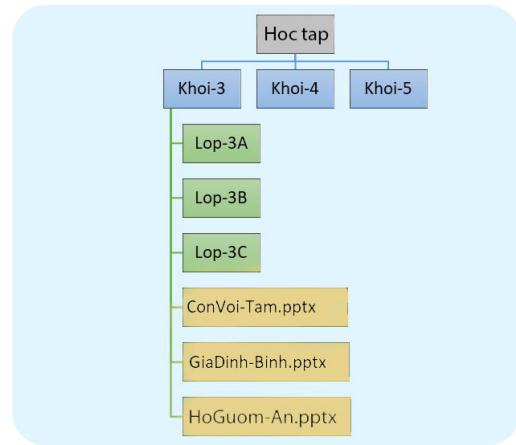 Hoc tap
Khoi-3 Khoi-4 Khoi-5
Lop-3A
Lop-3B
Lop-3C
ConVoi-Tam.pptx
GiaDinh-Binh.pptx
HoGuom-An.pptx